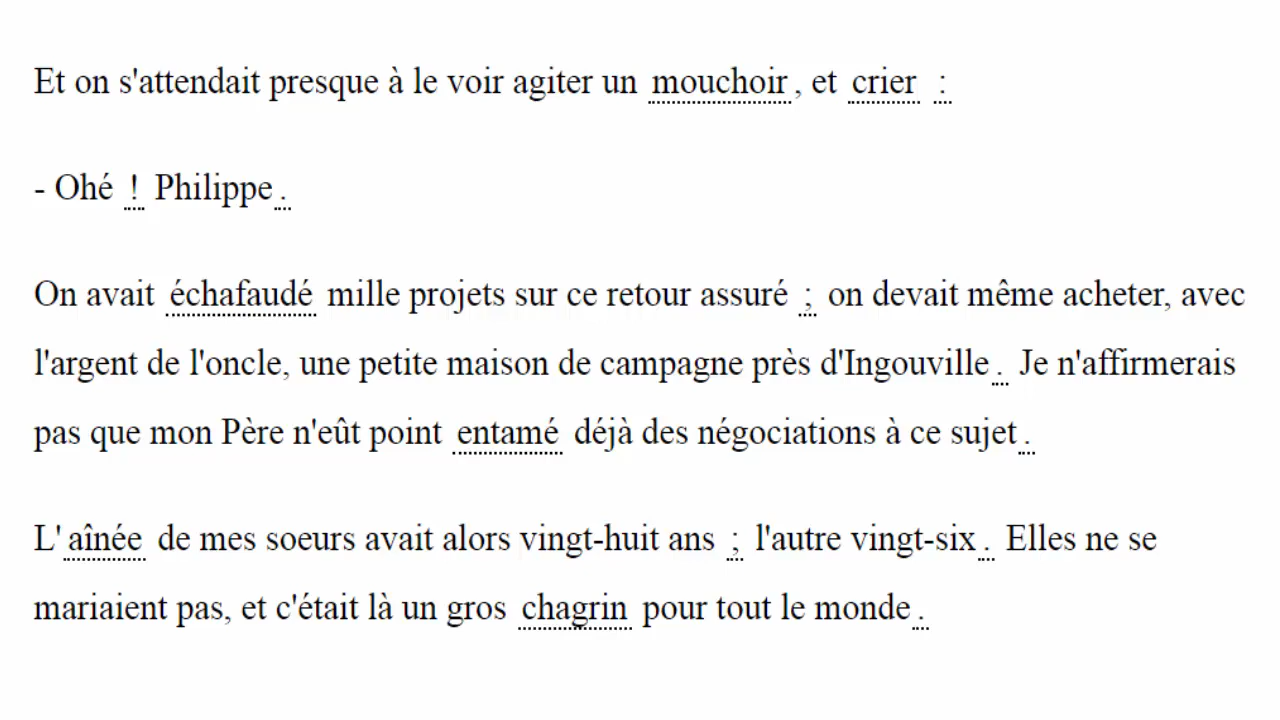 Et on s'attendait presque à le voir agiter un mouchoir, et crier :
- Ohé ! Philippe.
On avait échafaudé mille projets sur ce retour assuré ; on devait même acheter, avec
l'argent de l'oncle, une petite maison de campagne près d'Ingouville. Je n'affirmerais
pas que mon Père n'eût point entamé déjà des négociations à ce sujet.
L'aînée de mes soeurs avait alors vingt-huit ans ; l'autre vingt-six. Elles ne se
mariaient pas, et c'était là un gros chagrin pour tout le monde.